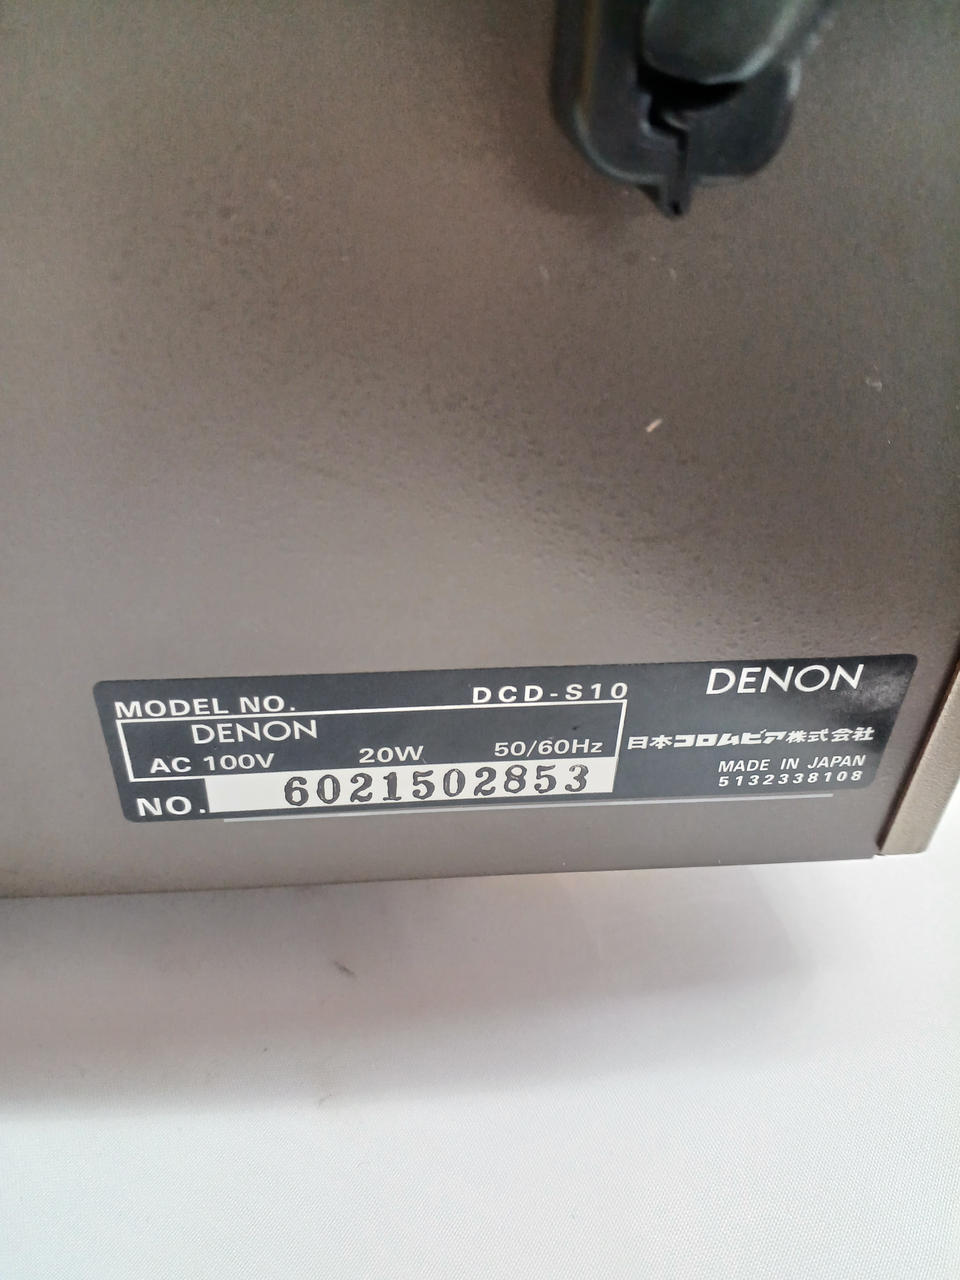 MODEL NO. DCD-S10
DENON
AC 100V 20W 50/60Hz
NO. 6021502853
DENON
日本コロムビア株式会社
MADE IN JAPAN
5132338108